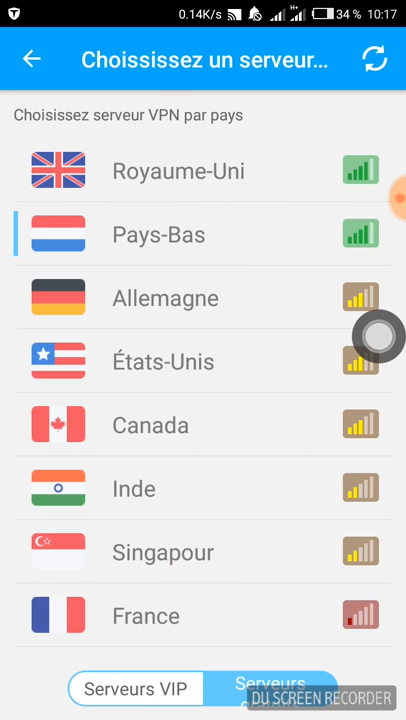 0.14K/s H+ 34 % 10:17
Choississez un serveur...
Choisissez serveur VPN par pays
Royaume-Uni
Pays-Bas
Allemagne
États-Unis
Canada
Inde
Singapour
France
Serveurs VIP
Serveurs
DU SCREEN RECORDER